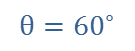 θ = 60°